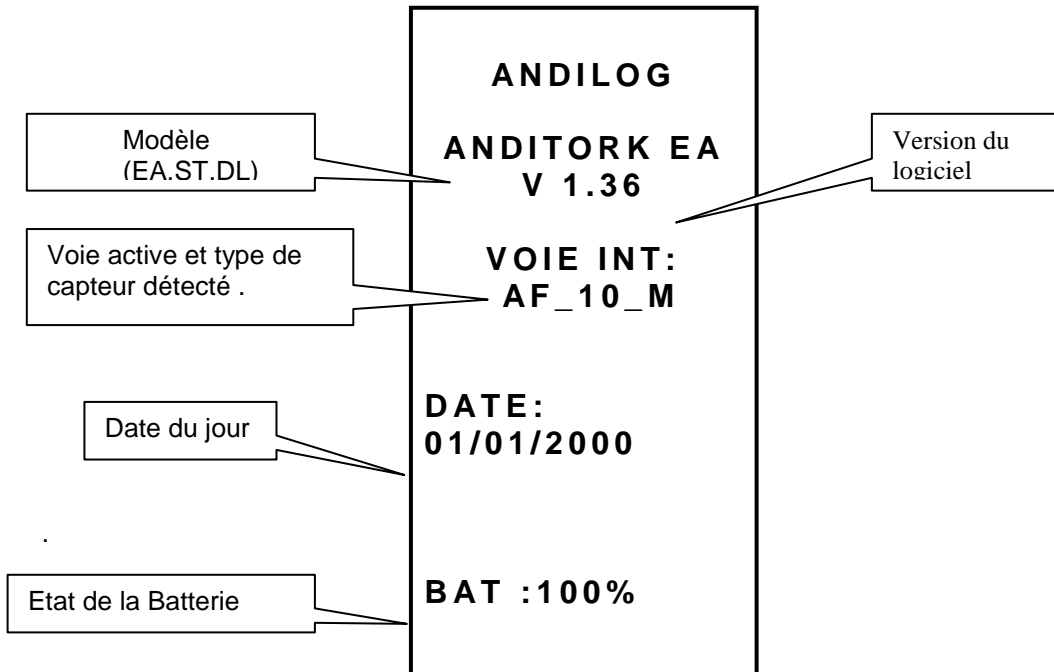 ANDILOG
Modèle
(EA.ST.DL)
ANDITORK EA
V 1.36
Version du
logiciel
Voie active et type de
capteur détecté .
VOIE INT:
AF_10_M
Date du jour
DATE:
01/01/2000
.
Etat de la Batterie
BAT :100%